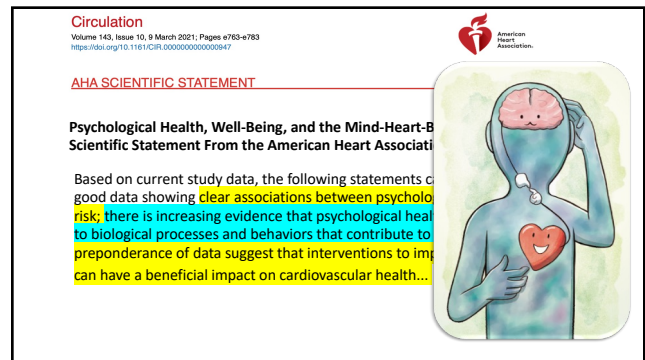 Circulation
Volume 143, Issue 10, 9 March 2021; Pages e763-e783
https://doi.org/10.1161/CIR.0000000000000947
American
Heart
Association.
AHA SCIENTIFIC STATEMENT
Psychological Health, Well-Being, and the Mind-Heart-B
Scientific Statement From the American Heart Associati
Based on current study data, the following statements c
good data showing clear associations between psycholo
risk; there is increasing evidence that psychological heal
to biological processes and behaviors that contribute to
preponderance of data suggest that interventions to imp
can have a beneficial impact on cardiovascular health...